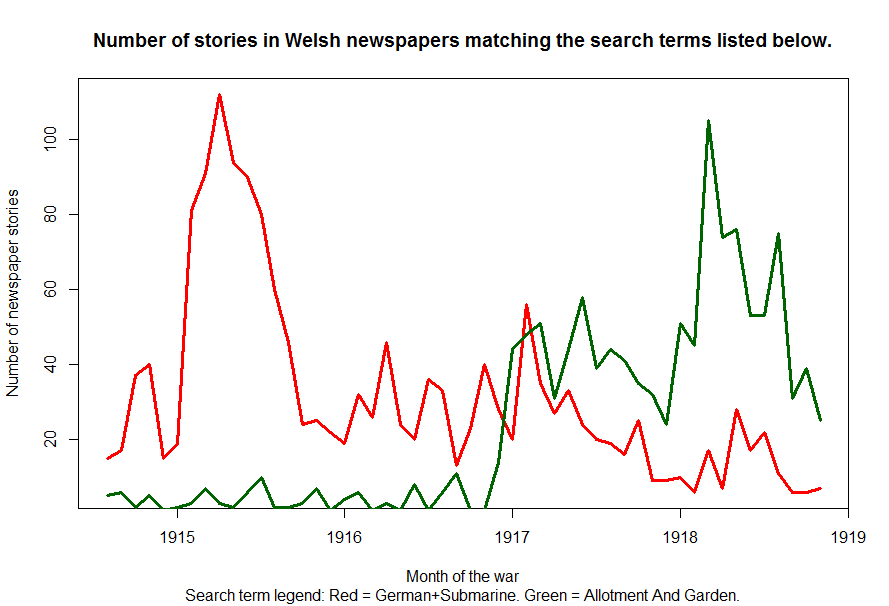 Number of stories in Welsh newspapers matching the search terms listed below.
Number of newspaper stories
100
80
60
40
20
1915 1916 1917 1918 1919
Month of the war
Search term legend: Red = German+Submarine. Green = Allotment And Garden.